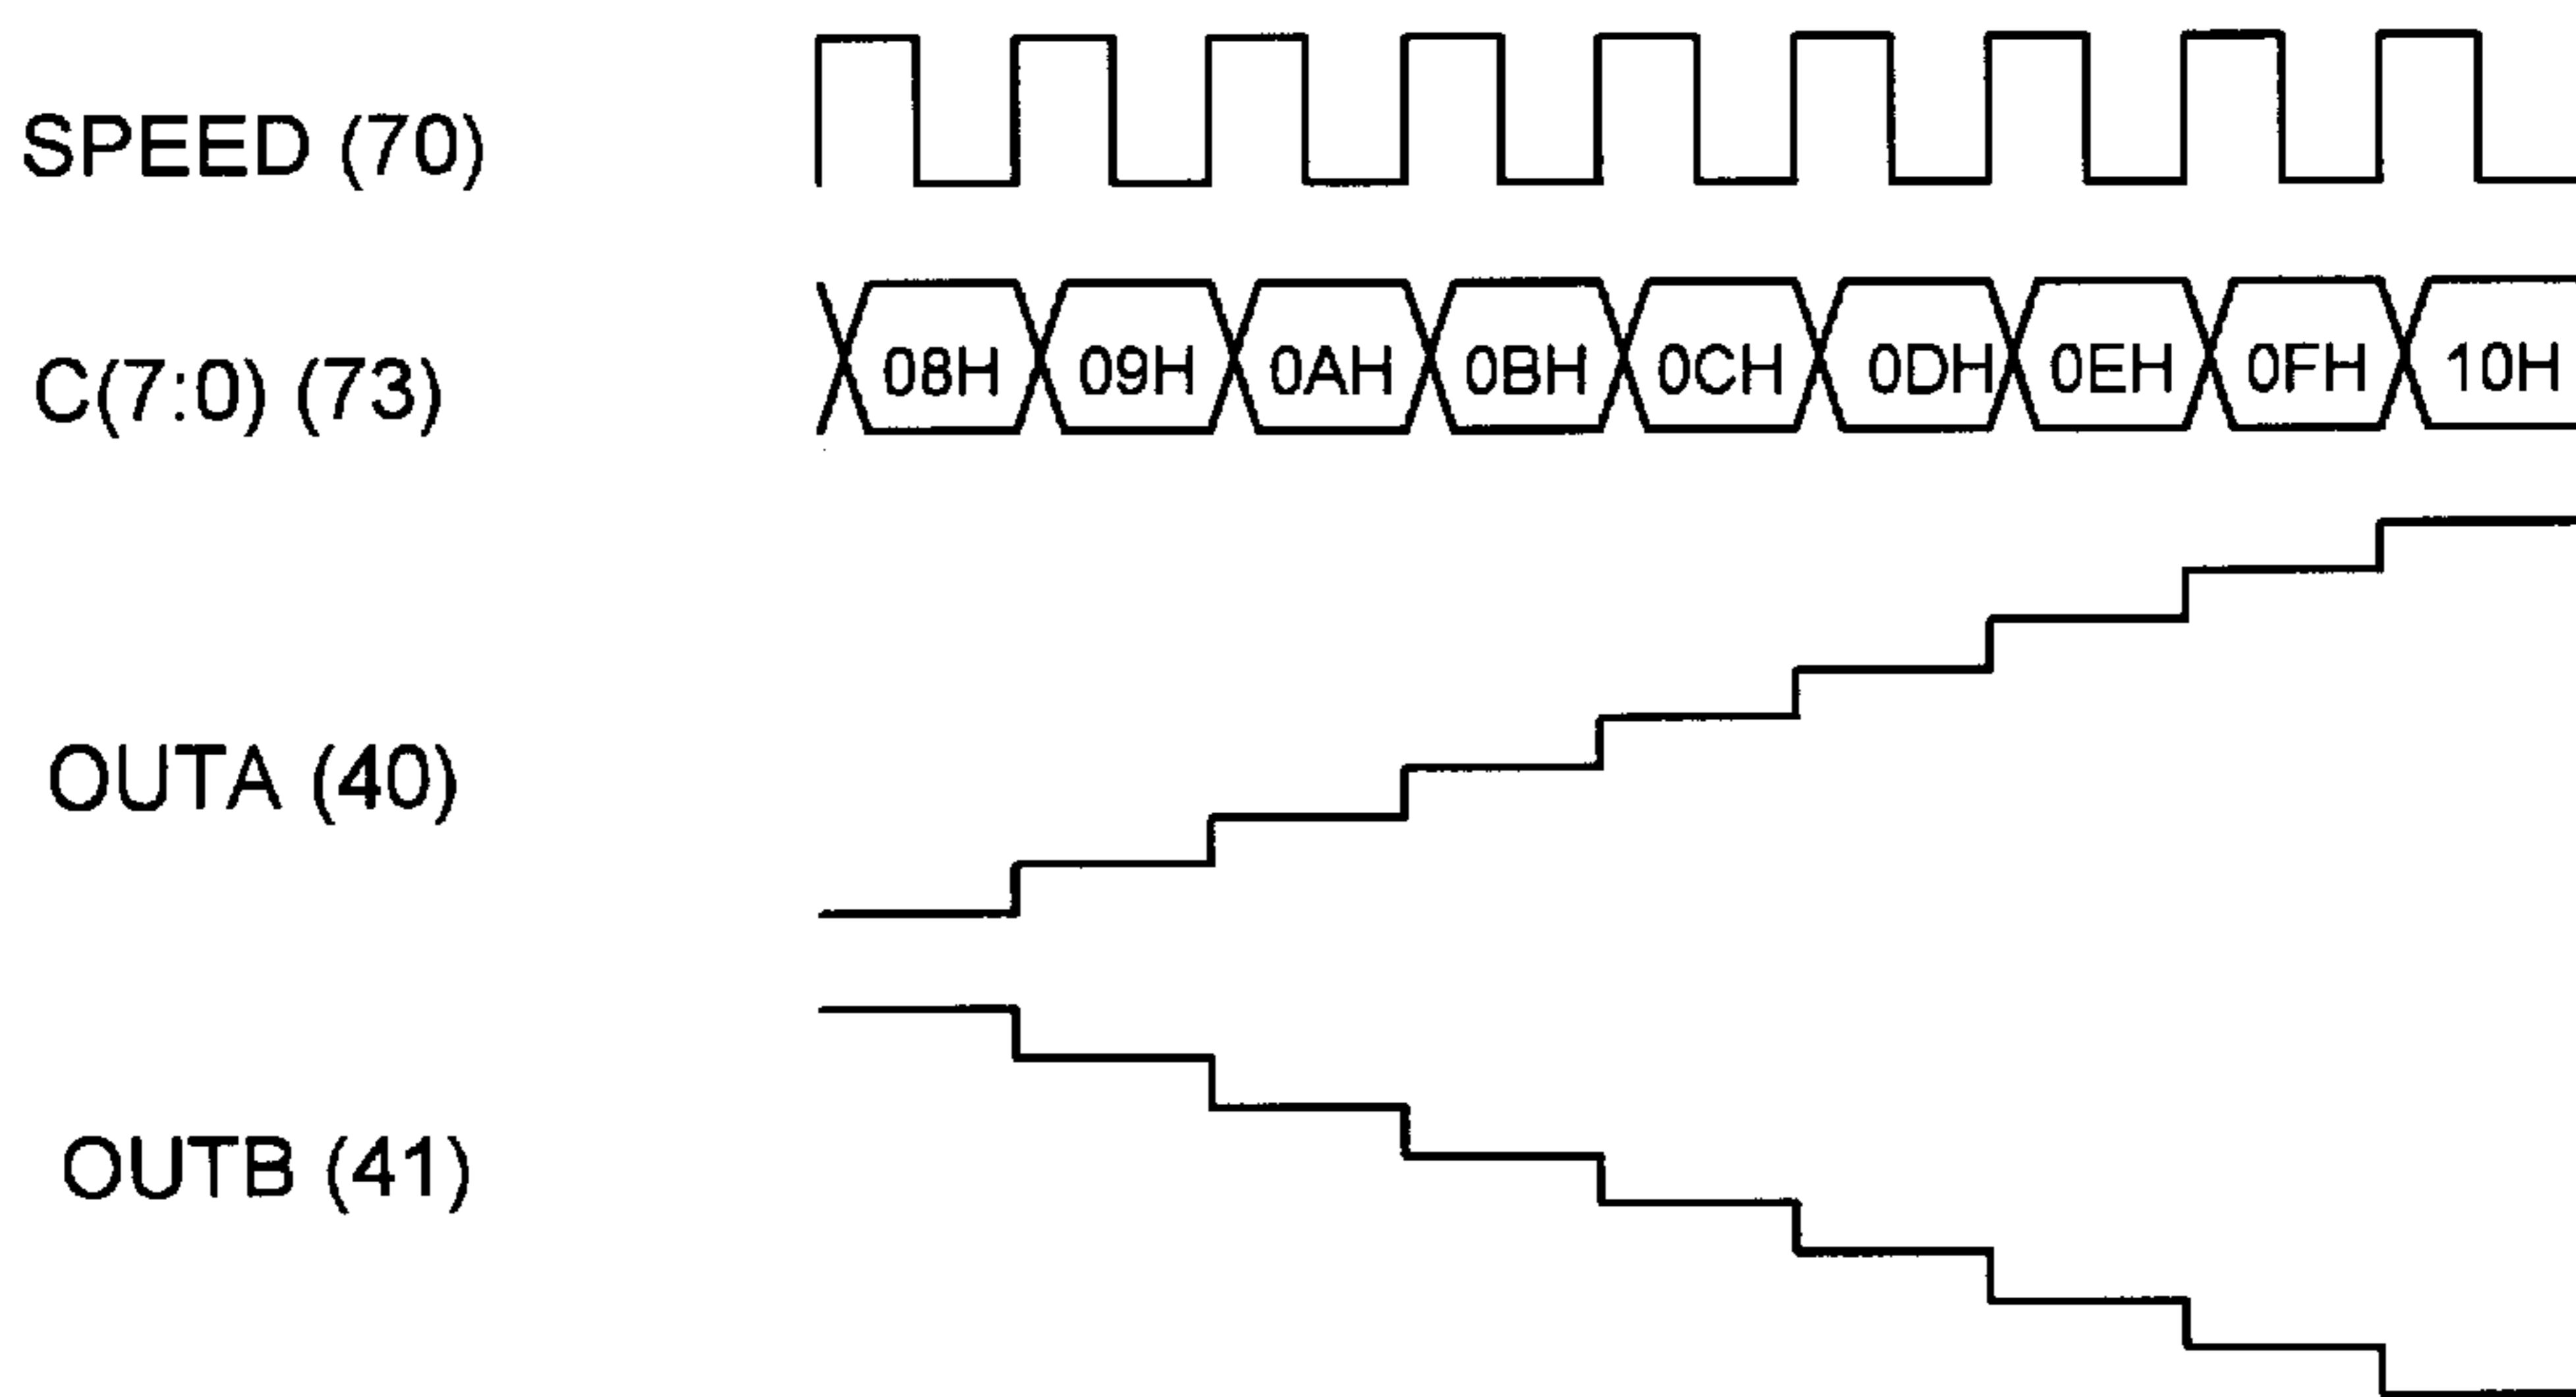 SPEED (70)
C(7:0) (73) 08H 09H 0AH 0BH 0CH 0DH 0EH 0FH 10H
OUTA (40)
OUTB (41)